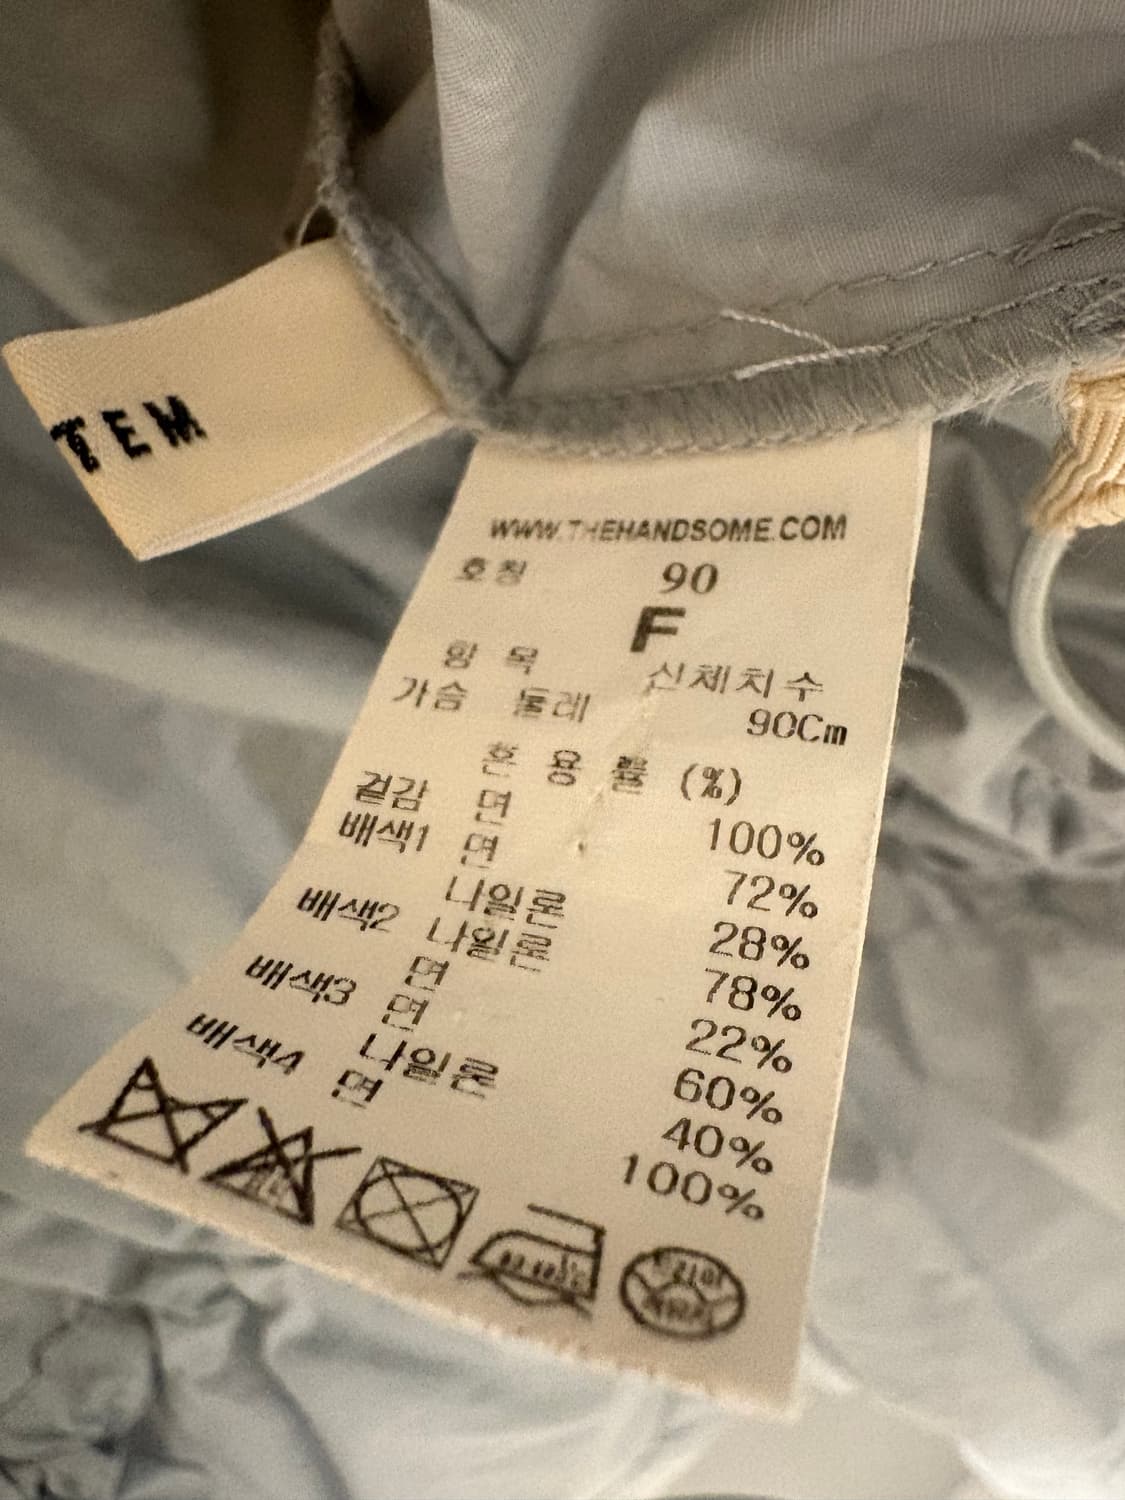 TEM
WWW.THEHANDSOME.COM
호칭 90
F
항 목 신체치수
가슴 둘레 90Cm
혼 용 률 (%)
겉감 면 100%
배색1 면 72%
나일론 28%
배색2 나일론 78%
면 22%
배색3 면 60%
나일론 40%
배색4 면 100%